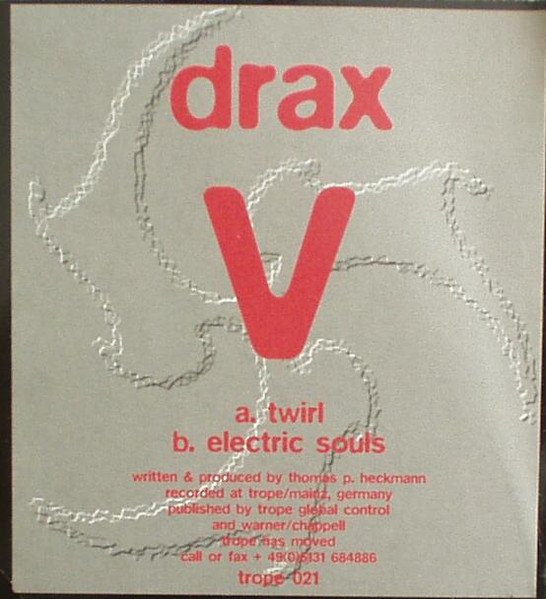 drax
V
a. twirl
b. electric souls
written & produced by thomas p. heckmann
recorded at trope/mainz, germany
published by trope global control
and warner/chappell
trope has moved
call or fax + 49(0)6131 684886
trope 021